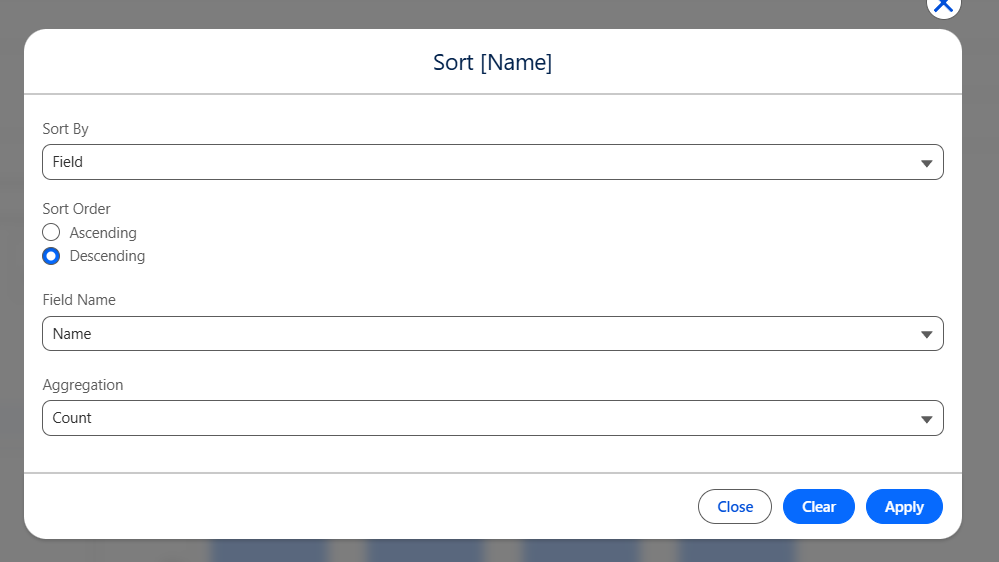 Sort [Name]
Sort By
Field
Sort Order
Ascending
Descending
Field Name
Name
Aggregation
Count
Close Clear Apply